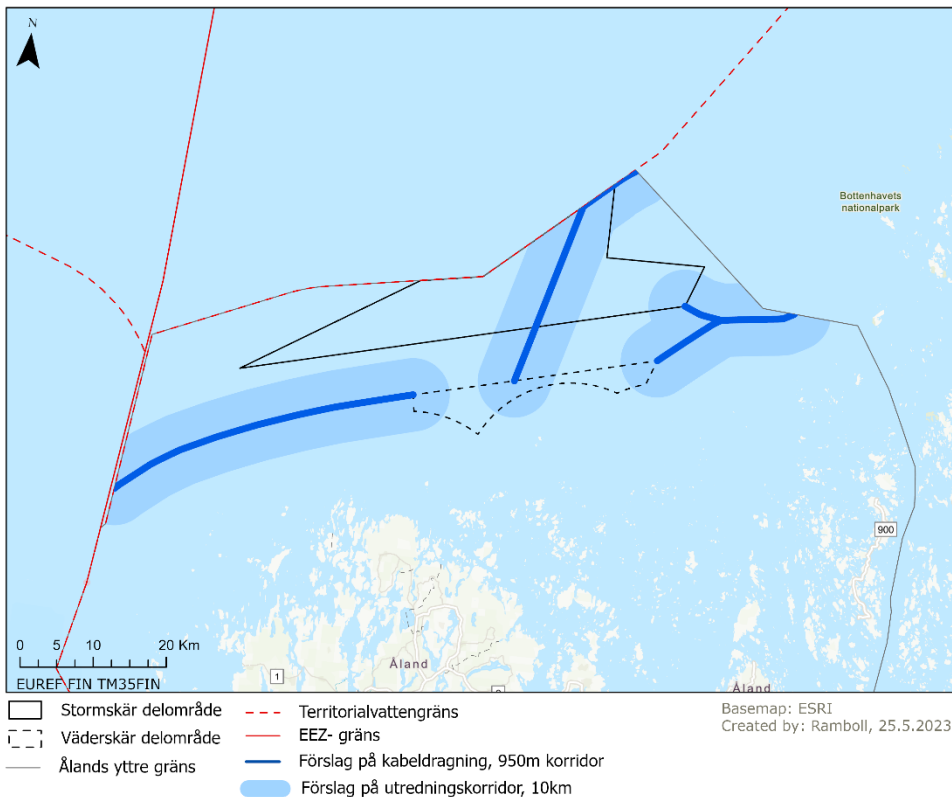 N
Bottenhavets
nationalpark
900
0 5 10 20 Km
Åland
1
EUREF FIN TM35FIN
Åland
Stormskär delområde
Väderskär delområde
Ålands yttre gräns
Territorialvattengräns
EEZ- gräns
Förslag på kabeldragning, 950m korridor
Förslag på utredningskorridor, 10km
Basemap: ESRI
Created by: Ramboll, 25.5.2023